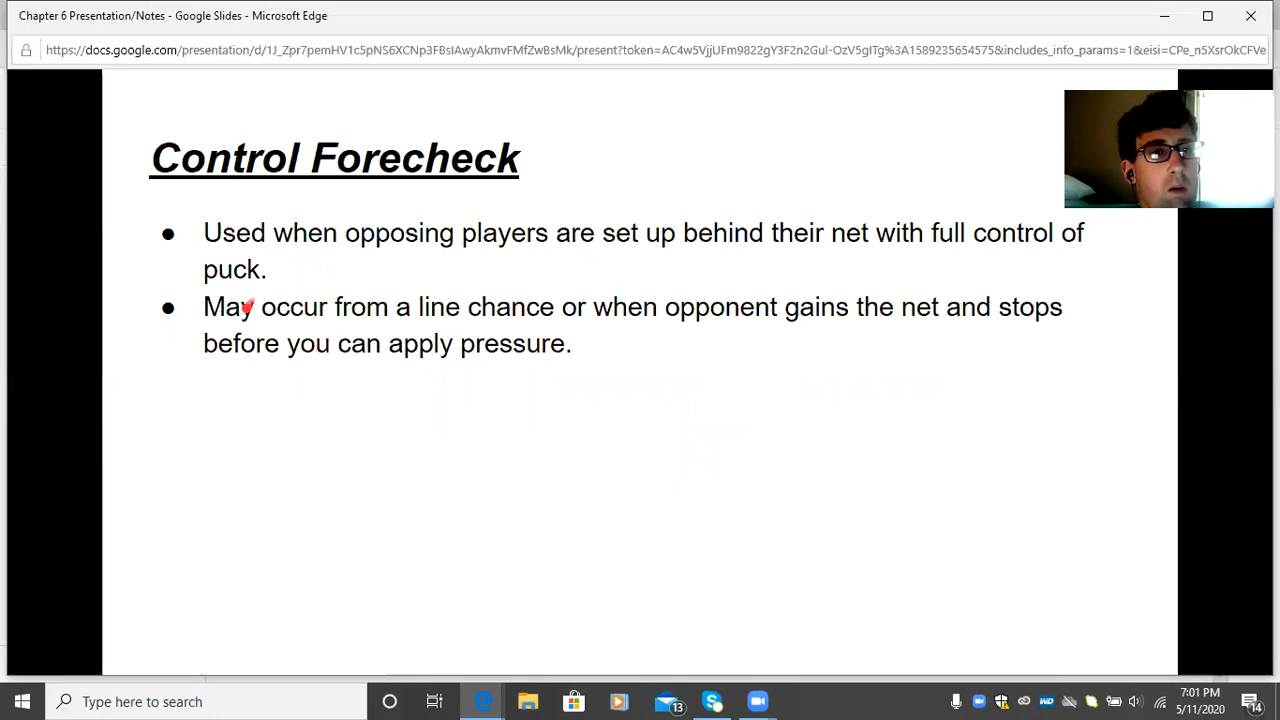 Chapter 6 Presentation/Notes - Google Slides - Microsoft Edge
https://docs.google.com/presentation/d/1J_Zpr7pemHV1c5pNS6XCNp3FBsIAwyAkmvFMfZwBsMk/present?token=AC4w5VjjUFm9822gY3F2n2Gul-OzV5gITg%3A1589235654575&includes_info_params=1&eisi=CPe_n5XsrOkCFVe
Control Forecheck
● Used when opposing players are set up behind their net with full control of
puck.
● May occur from a line chance or when opponent gains the net and stops
before you can apply pressure.
Type here to search
13
WD
7:01 PM
5/11/2020
14